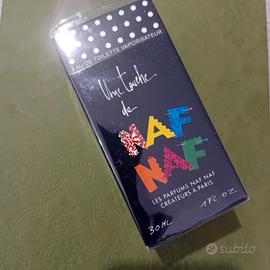 EAU DE TOILETTE VAPORISATEUR
Une touche
de
NAF
NAF
LES PARFUMS NAF NAF
CRÉATEURS A PARIS
30 ML 1 FL. OZ.
subito